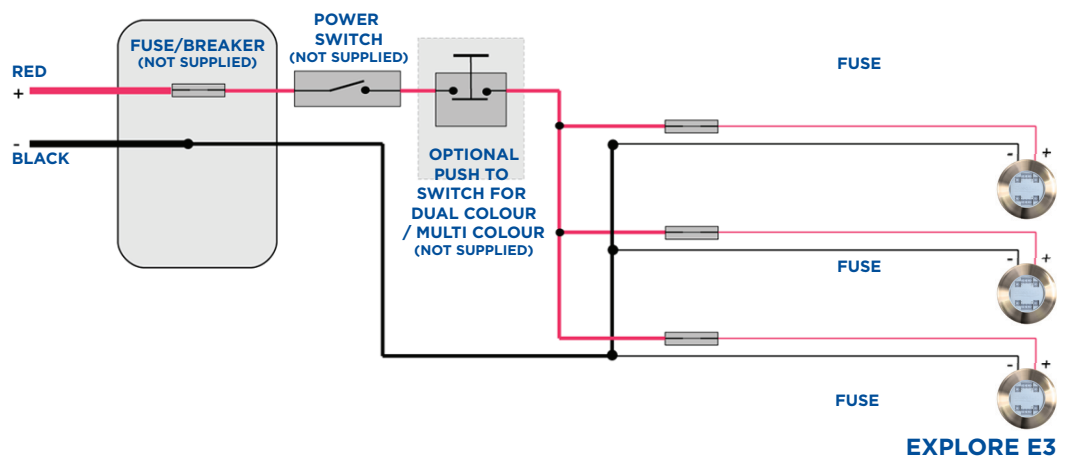 POWER
SWITCH
(NOT SUPPLIED)
FUSE/BREAKER
(NOT SUPPLIED)
RED
+
-
BLACK
OPTIONAL
PUSH TO
SWITCH FOR
DUAL COLOUR
/ MULTI COLOUR
(NOT SUPPLIED)
FUSE
- +
FUSE
- +
FUSE
- +
EXPLORE E3